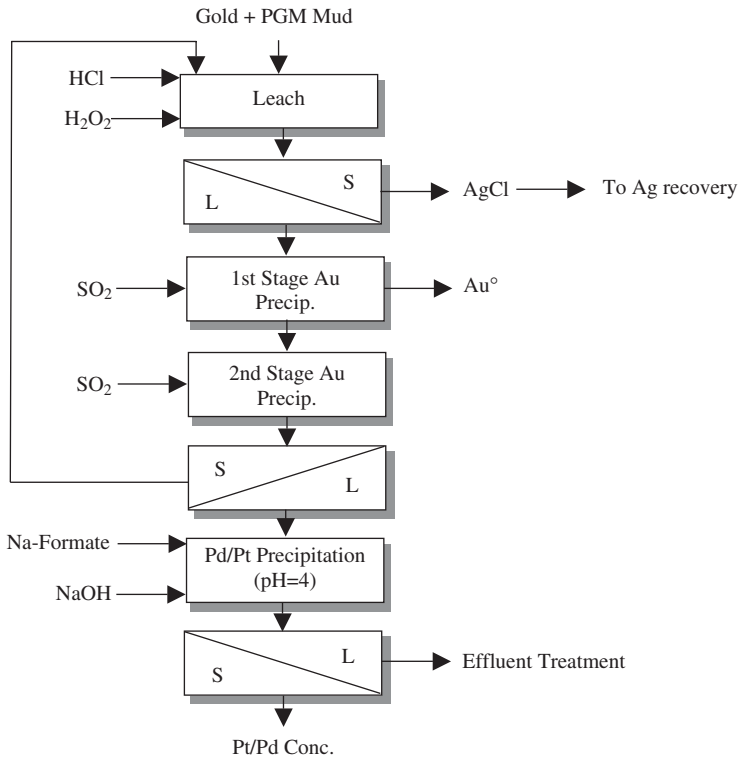 Gold + PGM Mud
HCl
Leach
H₂O₂
S
L
AgCl
To Ag recovery
1st Stage Au
Precip.
SO₂
Au°
2nd Stage Au
Precip.
SO₂
S
L
Na-Formate
Pd/Pt Precipitation
(pH=4)
NaOH
L
S
Effluent Treatment
Pt/Pd Conc.